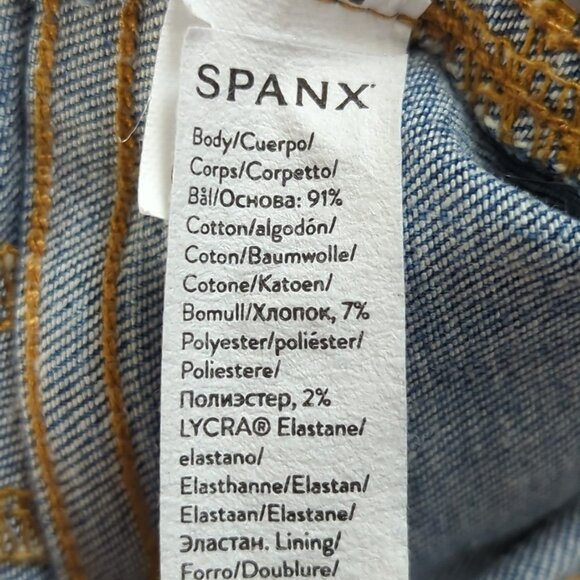 SPANX
Body/Cuerpo/
Corps/Corpetto/
Bål/Основа: 91%
Cotton/algodón/
Coton/Baumwolle/
Cotone/Katoen/
Bomull/Хлопок, 7%
Polyester/poliéster/
Poliestere/
Полиэстер, 2%
LYCRA® Elastane/
elastano/
Elasthanne/Elastan/
Elastaan/Elastane/
Эластан. Lining/
Forro/Doublure/